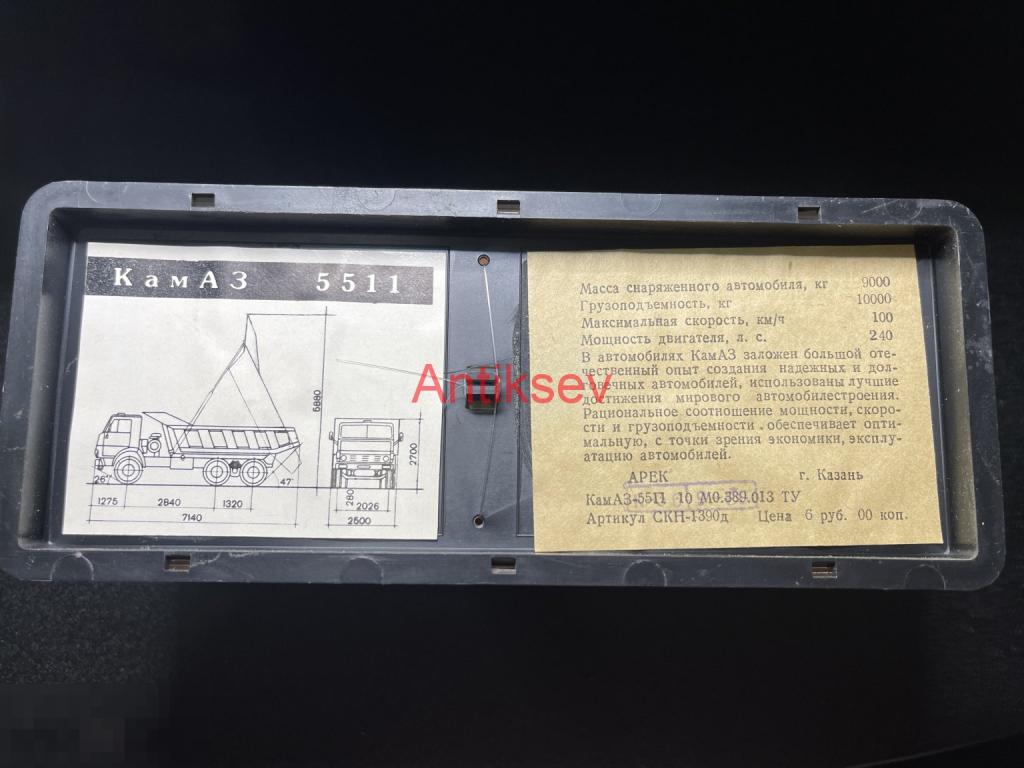 КамАЗ 5511
5880
2700
26°
47°
1275
2840
1320
7140
280
2026
2500
Antiksev
Масса снаряженного автомобиля, кг 9000
Грузоподъемность, кг 10000
Максимальная скорость, км/ч 100
Мощность двигателя, л. с. 240
В автомобилях КамАЗ заложен большой оте-
чественный опыт создания надежных и дол-
говечных автомобилей, использованы лучшие
достижения мирового автомобилестроения.
Рациональное соотношение мощности, скоро-
сти и грузоподъемности обеспечивает опти-
мальную, с точки зрения экономики, эксплу-
атацию автомобилей.
АРЕК г. Казань
КамАЗ-5511 10 М0.389.013 ТУ
Артикул СКН-1390д Цена 6 руб. 00 коп.